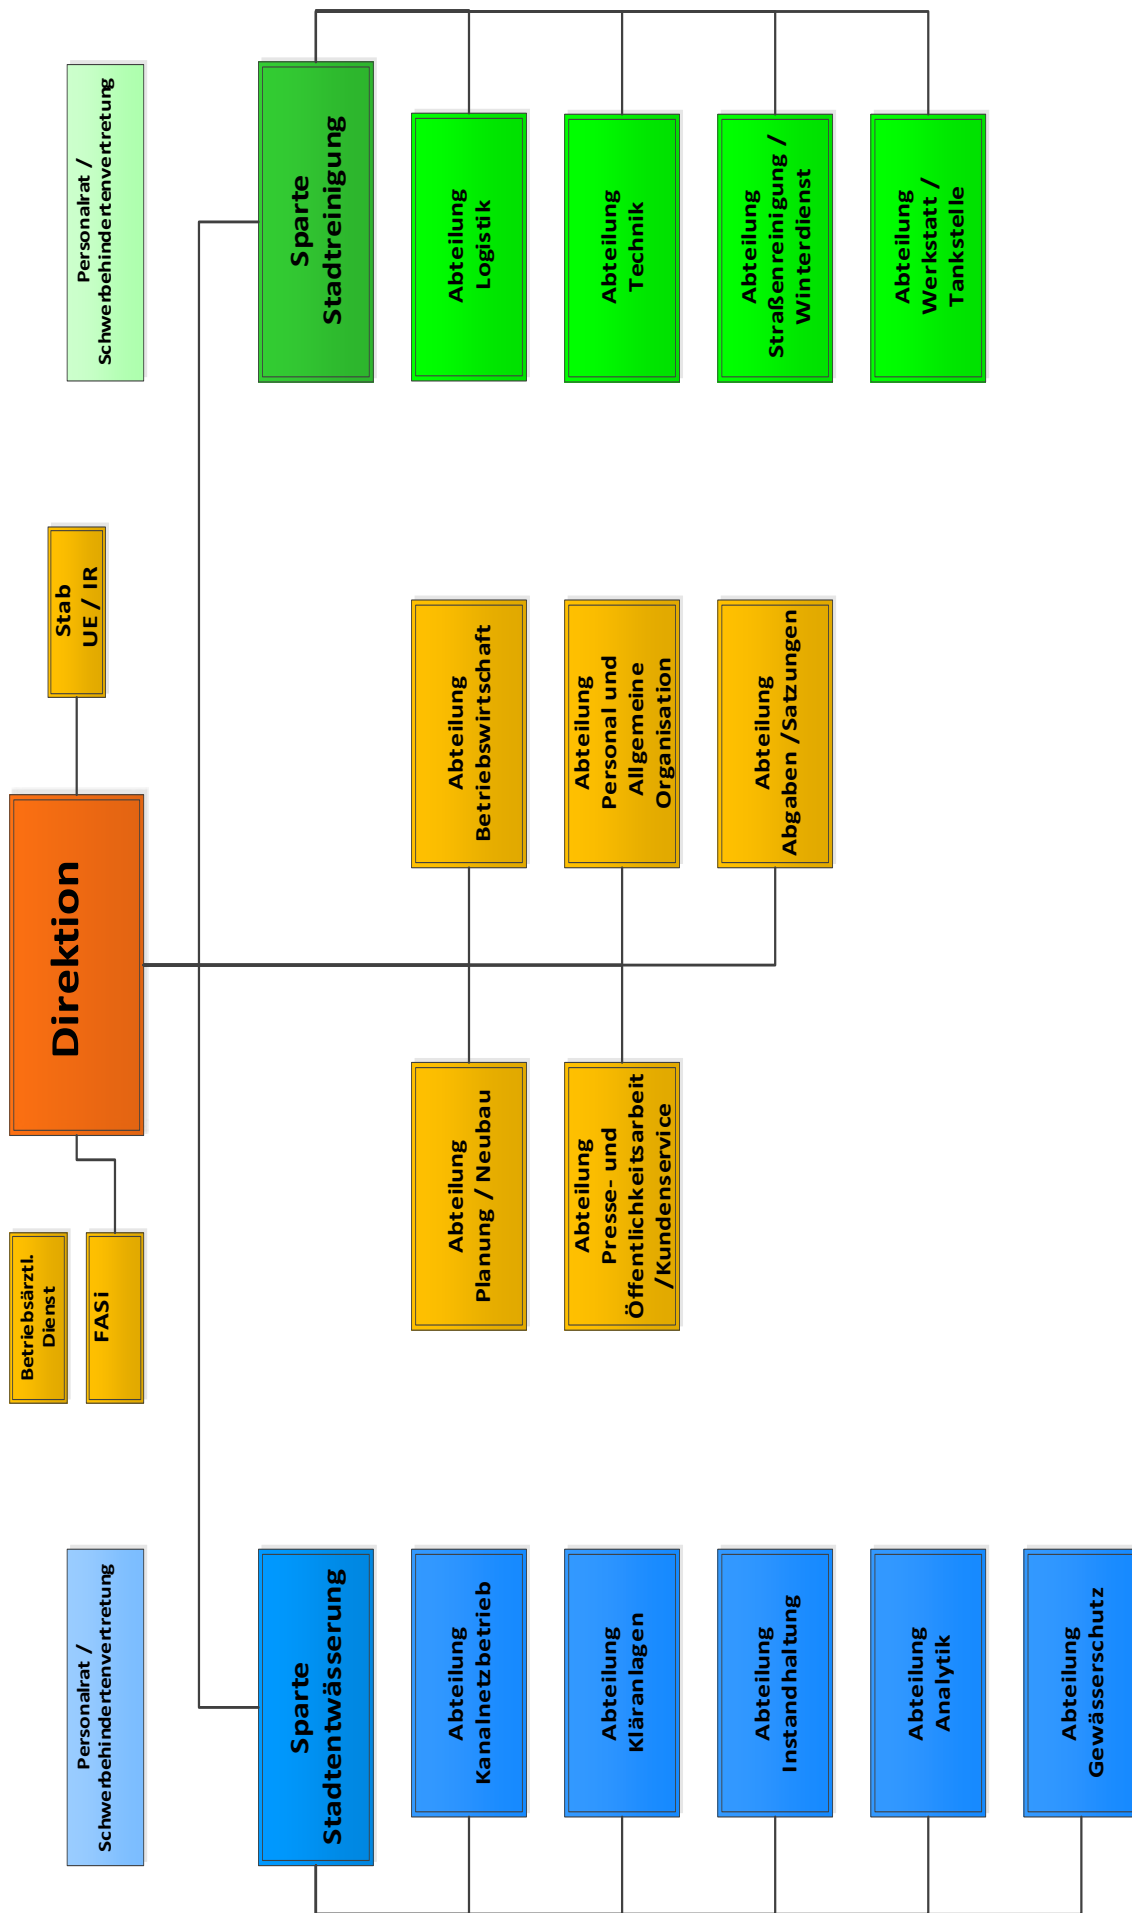 Direktion
Betriebsärztl.
Dienst
FASi
Stab
UE / IR
Personalrat /
Schwerbehindertenvertretung
Personalrat /
Schwerbehindertenvertretung
Sparte
Stadtentwässerung
Abteilung
Kanalnetzbetrieb
Abteilung
Kläranlagen
Abteilung
Instandhaltung
Abteilung
Analytik
Abteilung
Gewässerschutz
Abteilung
Planung / Neubau
Abteilung
Presse- und
Öffentlichkeitsarbeit
/Kundenservice
Abteilung
Betriebswirtschaft
Abteilung
Personal und
Allgemeine
Organisation
Abteilung
Abgaben /Satzungen
Sparte
Stadtreinigung
Abteilung
Logistik
Abteilung
Technik
Abteilung
Straßenreinigung /
Winterdienst
Abteilung
Werkstatt /
Tankstelle